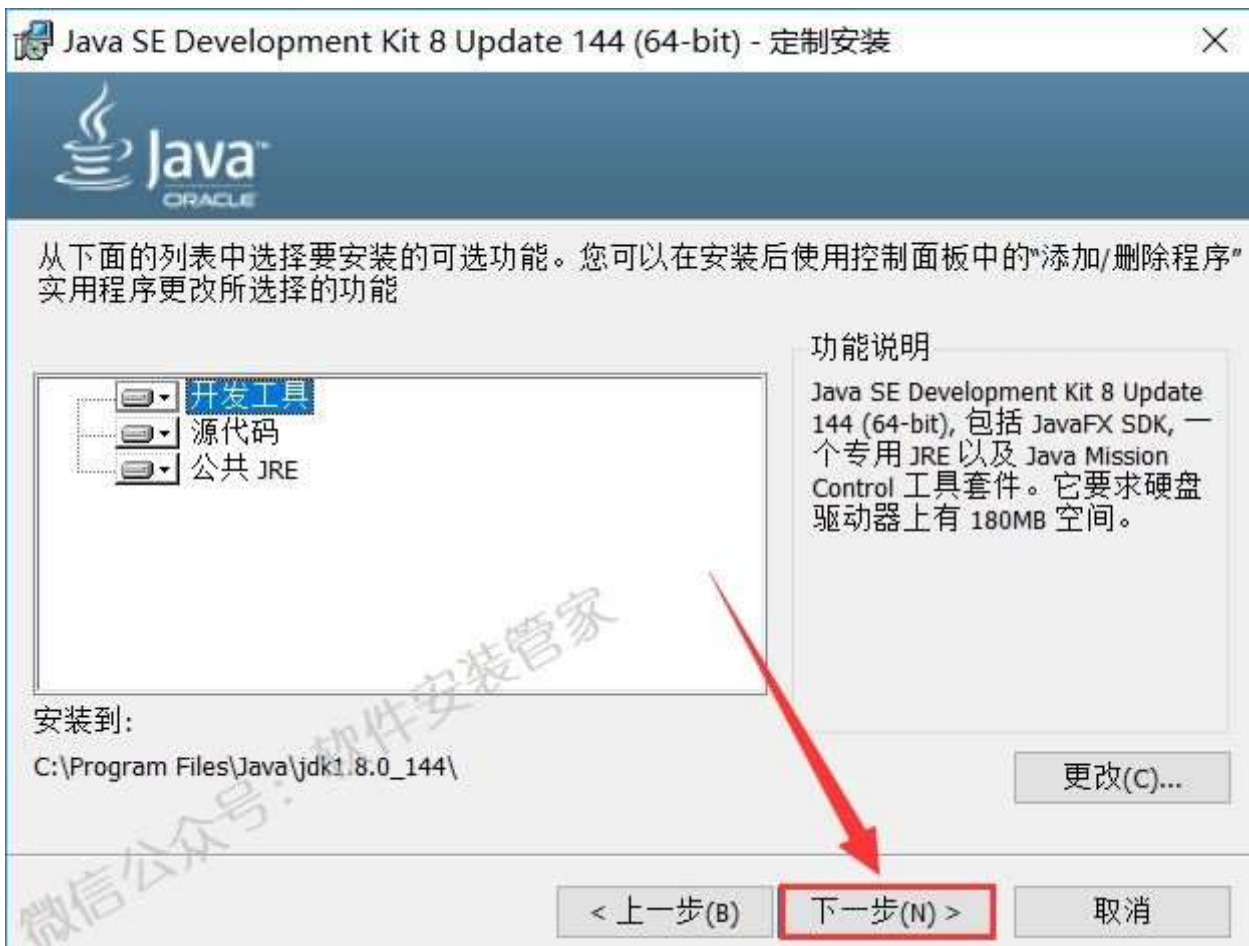 Java SE Development Kit 8 Update 144 (64-bit) - 定制安装
Java™
ORACLE
从下面的列表中选择要安装的可选功能。您可以在安装后使用控制面板中的“添加/删除程序”
实用程序更改所选择的功能
开发工具
源代码
公共 JRE
功能说明
Java SE Development Kit 8 Update
144 (64-bit), 包括 JavaFX SDK, 一
个专用 JRE 以及 Java Mission
Control 工具套件。它要求硬盘
驱动器上有 180MB 空间。
安装到:
C:\Program Files\Java\jdk1.8.0_144\
更改(C)...
微信公众号：软件安装管家
< 上一步(B)
下一步(N) >
取消